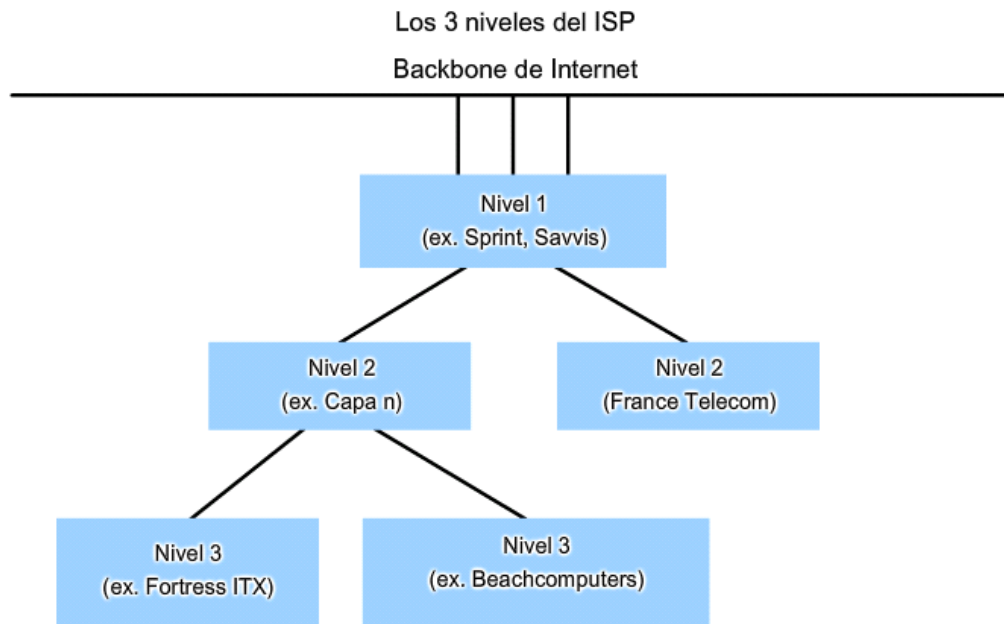 Los 3 niveles del ISP
Backbone de Internet
Nivel 1
(ex. Sprint, Savvis)
Nivel 2
(ex. Capa n)
Nivel 2
(France Telecom)
Nivel 3
(ex. Fortress ITX)
Nivel 3
(ex. Beachcomputers)